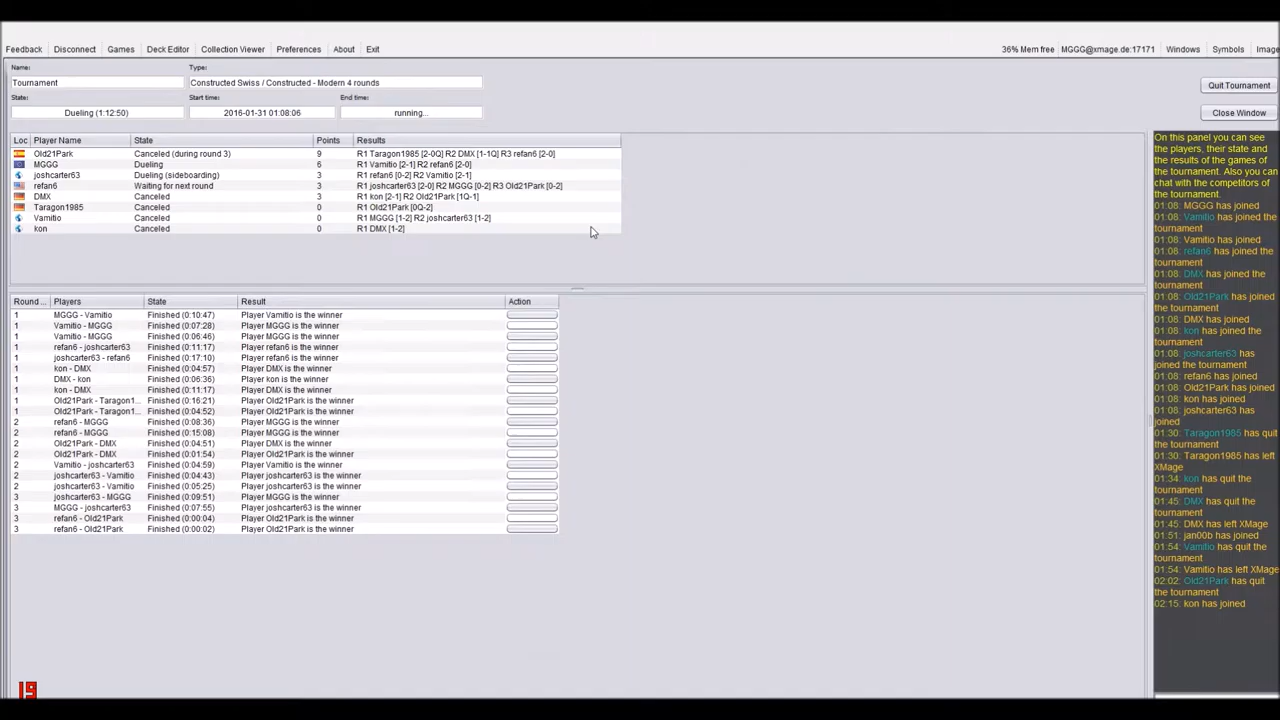 Feedback Disconnect Games Deck Editor Collection Viewer Preferences About Exit 36% Mem free MGGG@xmage.de:17171 Windows Symbols Image
Name: Type:
Tournament Constructed Swiss / Constructed - Modern 4 rounds
Quit Tournament
State: Start time: End time:
Dueling (1:12:50) 2016-01-31 01:08:06 running...
Close Window
Loc Player Name State Points Results
Old21Park Canceled (during round 3) 9 R1 Taragon1985 [2-0Q] R2 DMX [1-1Q] R3 refan6 [2-0]
MGGG Dueling 6 R1 Vamitio [2-1] R2 refan6 [2-0]
joshcarter63 Dueling (sideboarding) 3 R1 refan6 [0-2] R2 Vamitio [2-1]
refan6 Waiting for next round 3 R1 joshcarter63 [2-0] R2 MGGG [0-2] R3 Old21Park [0-2]
DMX Canceled 3 R1 kon [2-1] R2 Old21Park [1Q-1]
Taragon1985 Canceled 0 R1 Old21Park [0Q-2]
Vamitio Canceled 0 R1 MGGG [1-2] R2 joshcarter63 [1-2]
kon Canceled 0 R1 DMX [1-2]
Round ... Players State Result Action
1 MGGG - Vamitio Finished (0:10:47) Player Vamitio is the winner
1 Vamitio - MGGG Finished (0:07:28) Player MGGG is the winner
1 Vamitio - MGGG Finished (0:06:46) Player MGGG is the winner
1 refan6 - joshcarter63 Finished (0:11:17) Player refan6 is the winner
1 joshcarter63 - refan6 Finished (0:17:10) Player refan6 is the winner
1 kon - DMX Finished (0:04:57) Player DMX is the winner
1 DMX - kon Finished (0:06:36) Player kon is the winner
1 kon - DMX Finished (0:11:17) Player DMX is the winner
1 Old21Park - Taragon1... Finished (0:16:21) Player Old21Park is the winner
1 Old21Park - Taragon1... Finished (0:04:52) Player Old21Park is the winner
2 refan6 - MGGG Finished (0:08:36) Player MGGG is the winner
2 refan6 - MGGG Finished (0:15:08) Player MGGG is the winner
2 Old21Park - DMX Finished (0:04:51) Player DMX is the winner
2 Old21Park - DMX Finished (0:01:54) Player Old21Park is the winner
2 Vamitio - joshcarter63 Finished (0:04:59) Player Vamitio is the winner
2 joshcarter63 - Vamitio Finished (0:04:43) Player joshcarter63 is the winner
2 joshcarter63 - Vamitio Finished (0:05:25) Player joshcarter63 is the winner
3 joshcarter63 - MGGG Finished (0:09:51) Player MGGG is the winner
3 MGGG - joshcarter63 Finished (0:07:55) Player joshcarter63 is the winner
3 refan6 - Old21Park Finished (0:00:04) Player Old21Park is the winner
3 refan6 - Old21Park Finished (0:00:02) Player Old21Park is the winner
On this panel you can see
the players, their state and
the results of the games of
the tournament. Also you can
chat with the competitors of
the tournament.
01:08: MGGG has joined
01:08: Vamitio has joined the
tournament
01:08: Vamitio has joined
01:08: refan6 has joined the
tournament
01:08: DMX has joined the
tournament
01:08: Old21Park has joined
the tournament
01:08: DMX has joined
01:08: kon has joined the
tournament
01:08: joshcarter63 has
joined the tournament
01:08: refan6 has joined
01:08: Old21Park has joined
01:08: kon has joined
01:08: joshcarter63 has
joined
01:30: Taragon1985 has quit
the tournament
01:30: Taragon1985 has left
XMage
01:34: kon has quit the
tournament
01:45: DMX has quit the
tournament
01:45: DMX has left XMage
01:51: jan00b has joined
01:54: Vamitio has quit the
tournament
01:54: Vamitio has left XMage
02:02: Old21Park has quit
the tournament
02:15: kon has joined
19